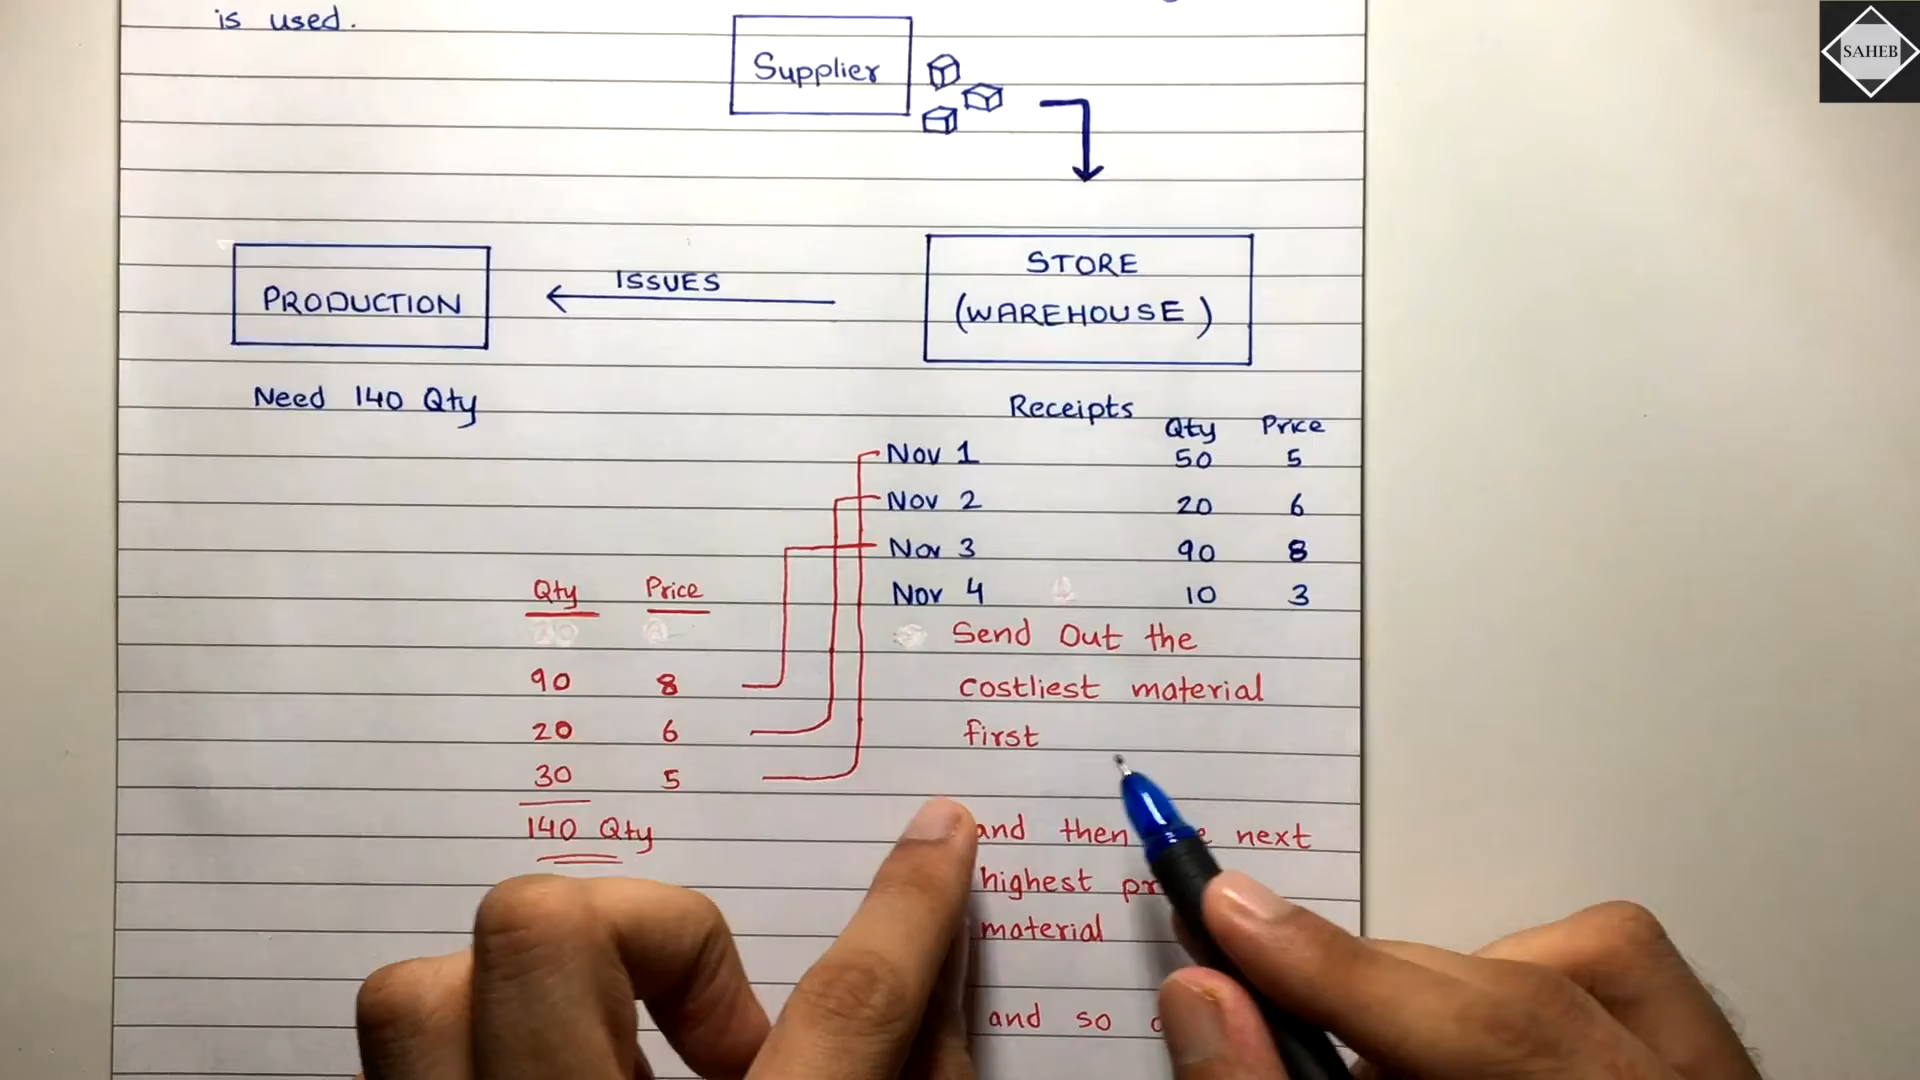 is used.
SAHEB
Supplier
STORE
(WAREHOUSE)
ISSUES
PRODUCTION
Need 140 Qty
Receipts
Qty Price
Nov 1 50 5
Nov 2 20 6
Nov 3 90 8
Nov 4 10 3
Qty Price
90 8
20 6
30 5
140 Qty
Send Out the
costliest material
first
and then next
highest
material
and so